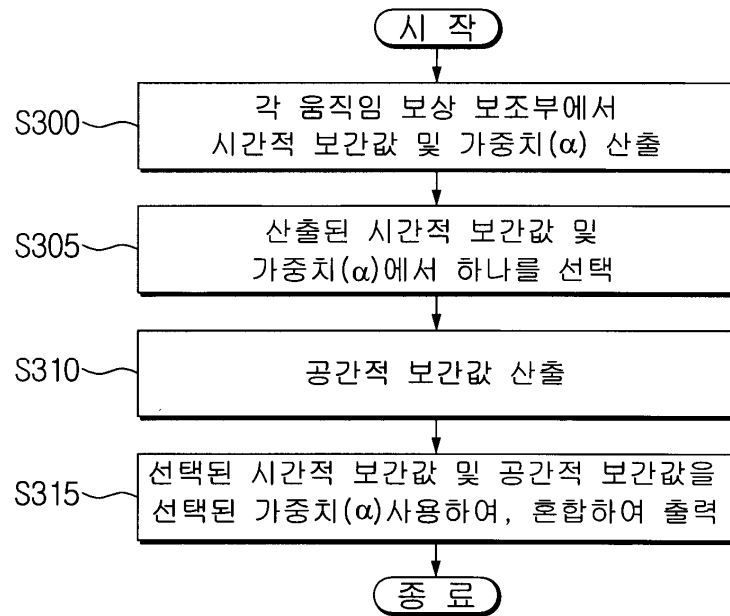 시 작
S300
각 움직임 보상 보조부에서
시간적 보간값 및 가중치(α) 산출
S305
산출된 시간적 보간값 및
가중치(α)에서 하나를 선택
S310
공간적 보간값 산출
S315
선택된 시간적 보간값 및 공간적 보간값을
선택된 가중치(α)사용하여, 혼합하여 출력
종 료